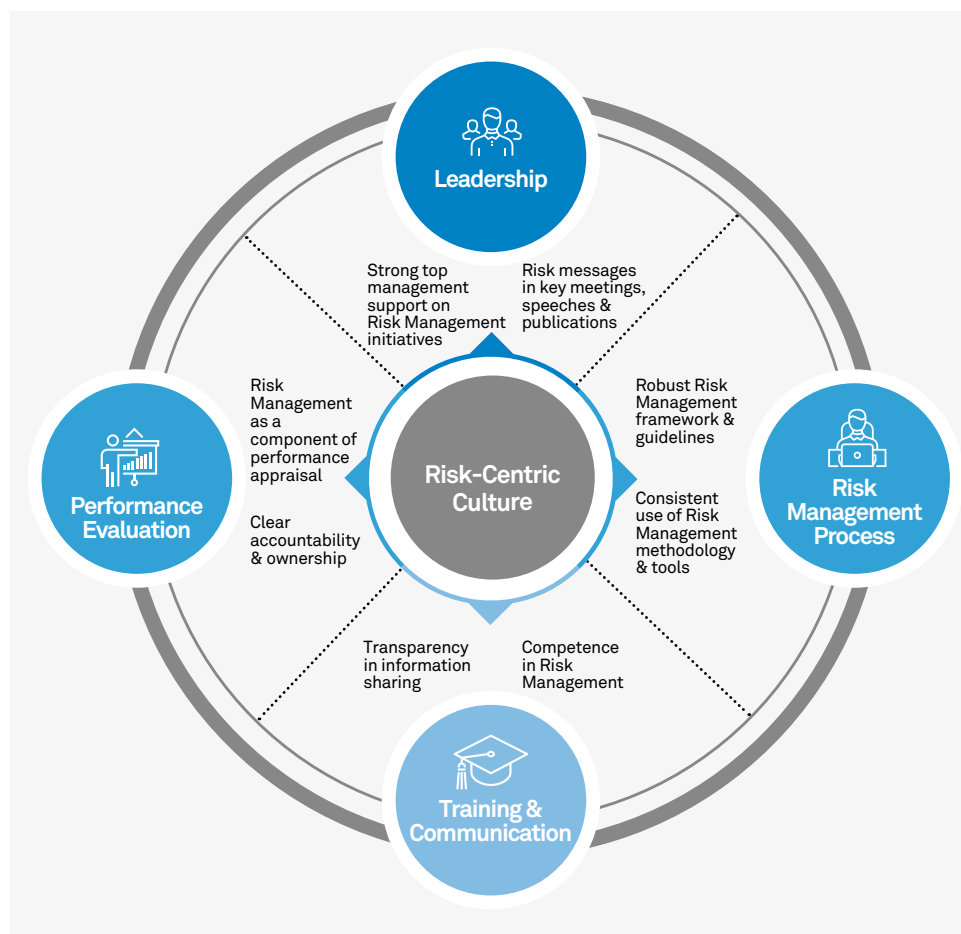 Leadership
Strong top
management
support on
Risk Management
initiatives
Risk messages
in key meetings,
speeches &
publications
Risk
Management
as a
component of
performance
appraisal
Clear
accountability
& ownership
Performance
Evaluation
Risk-Centric
Culture
Robust Risk
Management
framework &
guidelines
Consistent
use of Risk
Management
methodology
& tools
Risk
Management
Process
Transparency
in information
sharing
Competence
in Risk
Management
Training &
Communication